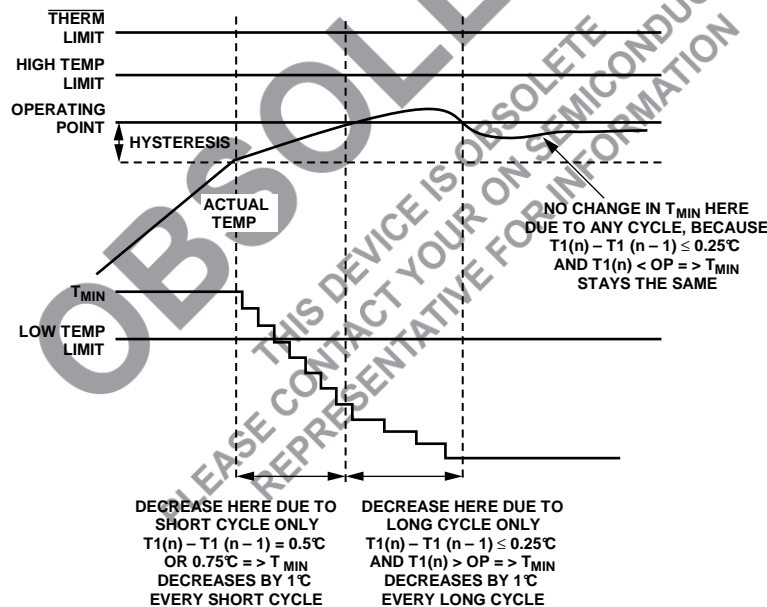 THERM
LIMIT
HIGH TEMP
LIMIT
OPERATING
POINT
HYSTERESIS
ACTUAL
TEMP
NO CHANGE IN TMIN HERE
DUE TO ANY CYCLE, BECAUSE
T1(n) – T1 (n – 1) ≤ 0.25°C
AND T1(n) < OP = > TMIN
STAYS THE SAME
TMIN
LOW TEMP
LIMIT
DECREASE HERE DUE TO
SHORT CYCLE ONLY
T1(n) – T1 (n – 1) = 0.5°C
OR 0.75°C = > TMIN
DECREASES BY 1°C
EVERY SHORT CYCLE
DECREASE HERE DUE TO
LONG CYCLE ONLY
T1(n) – T1 (n – 1) ≤ 0.25°C
AND T1(n) > OP = > TMIN
DECREASES BY 1°C
EVERY LONG CYCLE
OBSOLE
THIS DEVICE IS OBSOLETE
PLEASE CONTACT YOUR ON SEMICONDUC
REPRESENTATIVE FOR INFORMATION